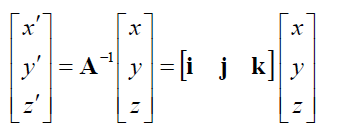 [x′ y′ z′] = A⁻¹ [x y z] = [i j k] [x y z]